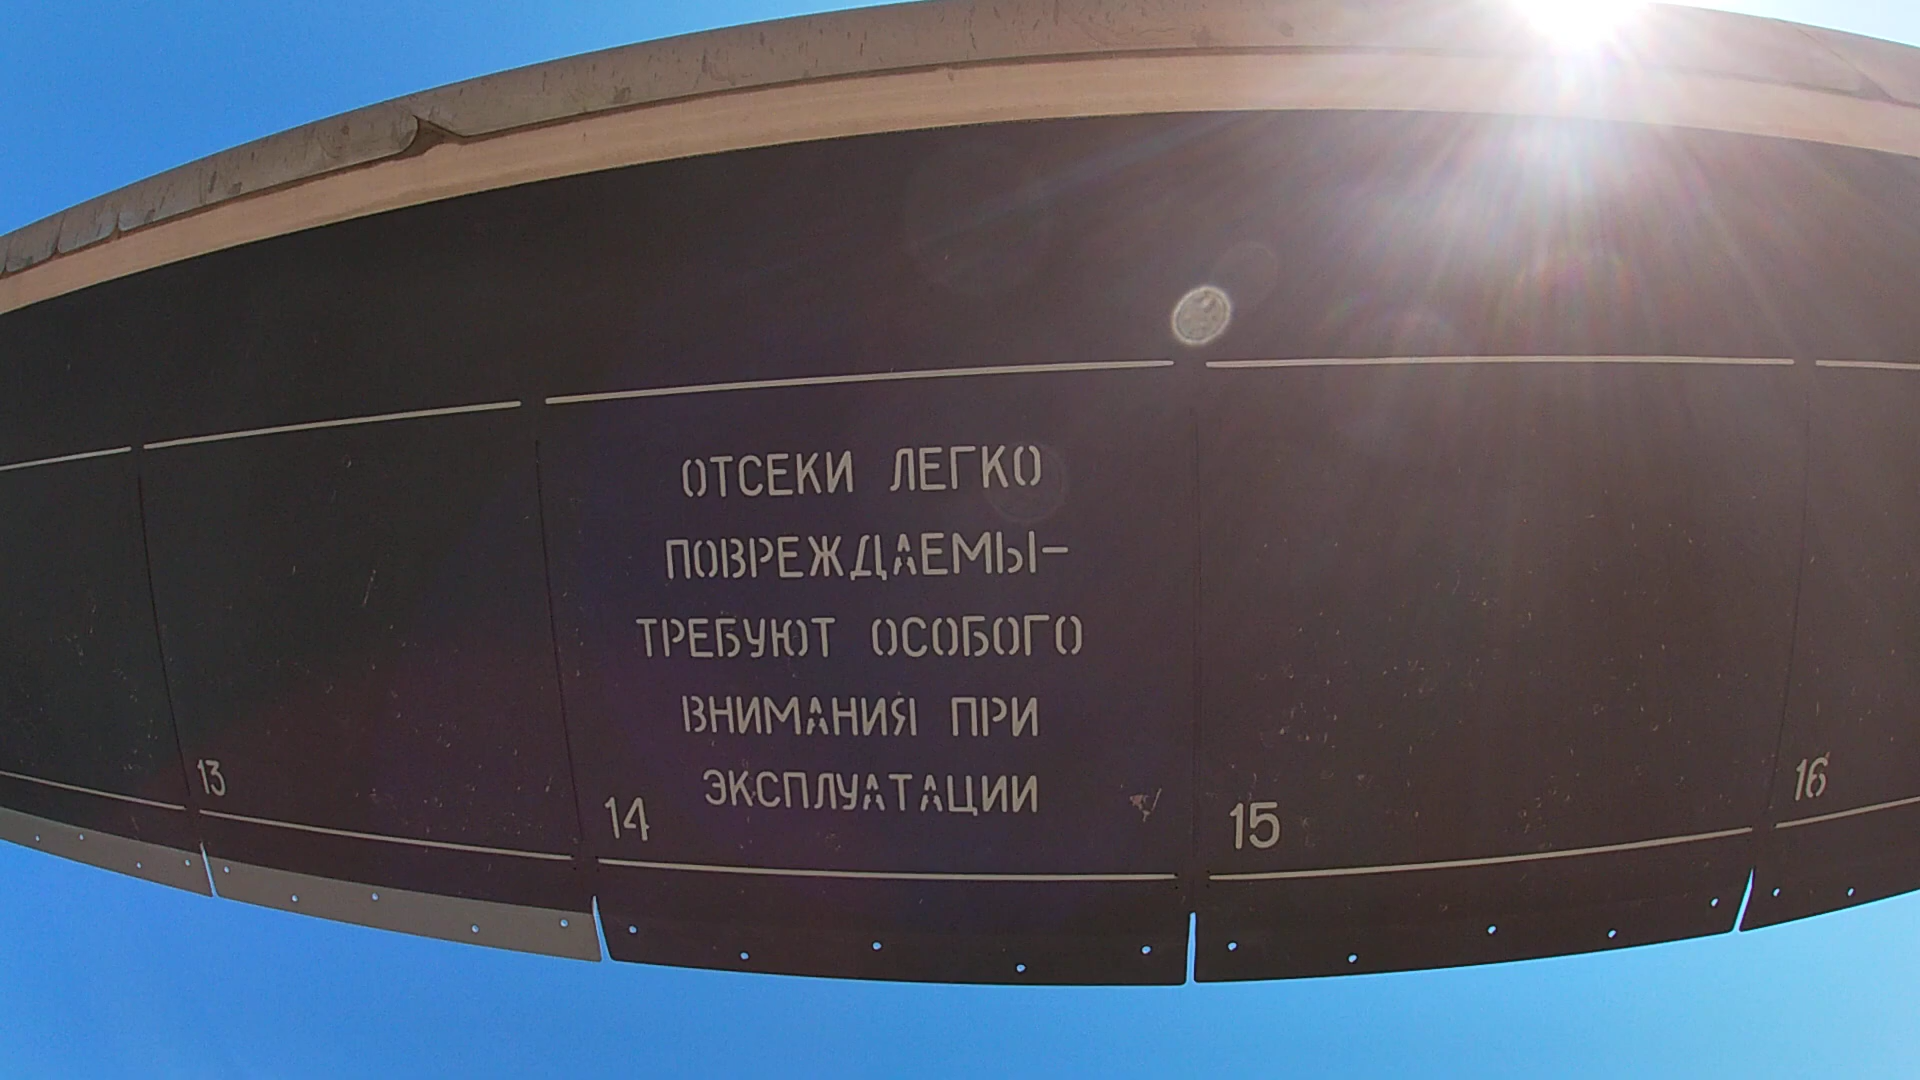 ОТСЕКИ ЛЕГКО
ПОВРЕЖДАЕМЫ-
ТРЕБУЮТ ОСОБОГО
ВНИМАНИЯ ПРИ
ЭКСПЛУАТАЦИИ
13
14
15
16